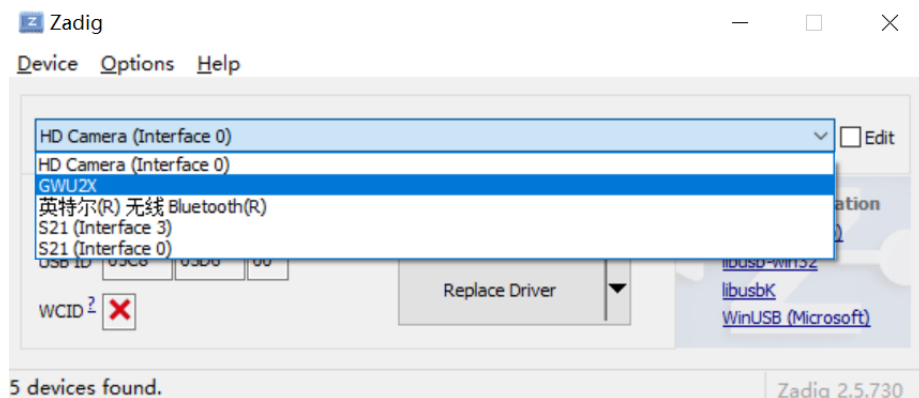 Zadig
Device Options Help
HD Camera (Interface 0)
Edit
HD Camera (Interface 0)
GWU2X
英特尔(R) 无线 Bluetooth(R)
S21 (Interface 3)
S21 (Interface 0)
USB ID
libusb-win32
Replace Driver
libusbK
WCID ?
WinUSB (Microsoft)
5 devices found.
Zadig 2.5.730